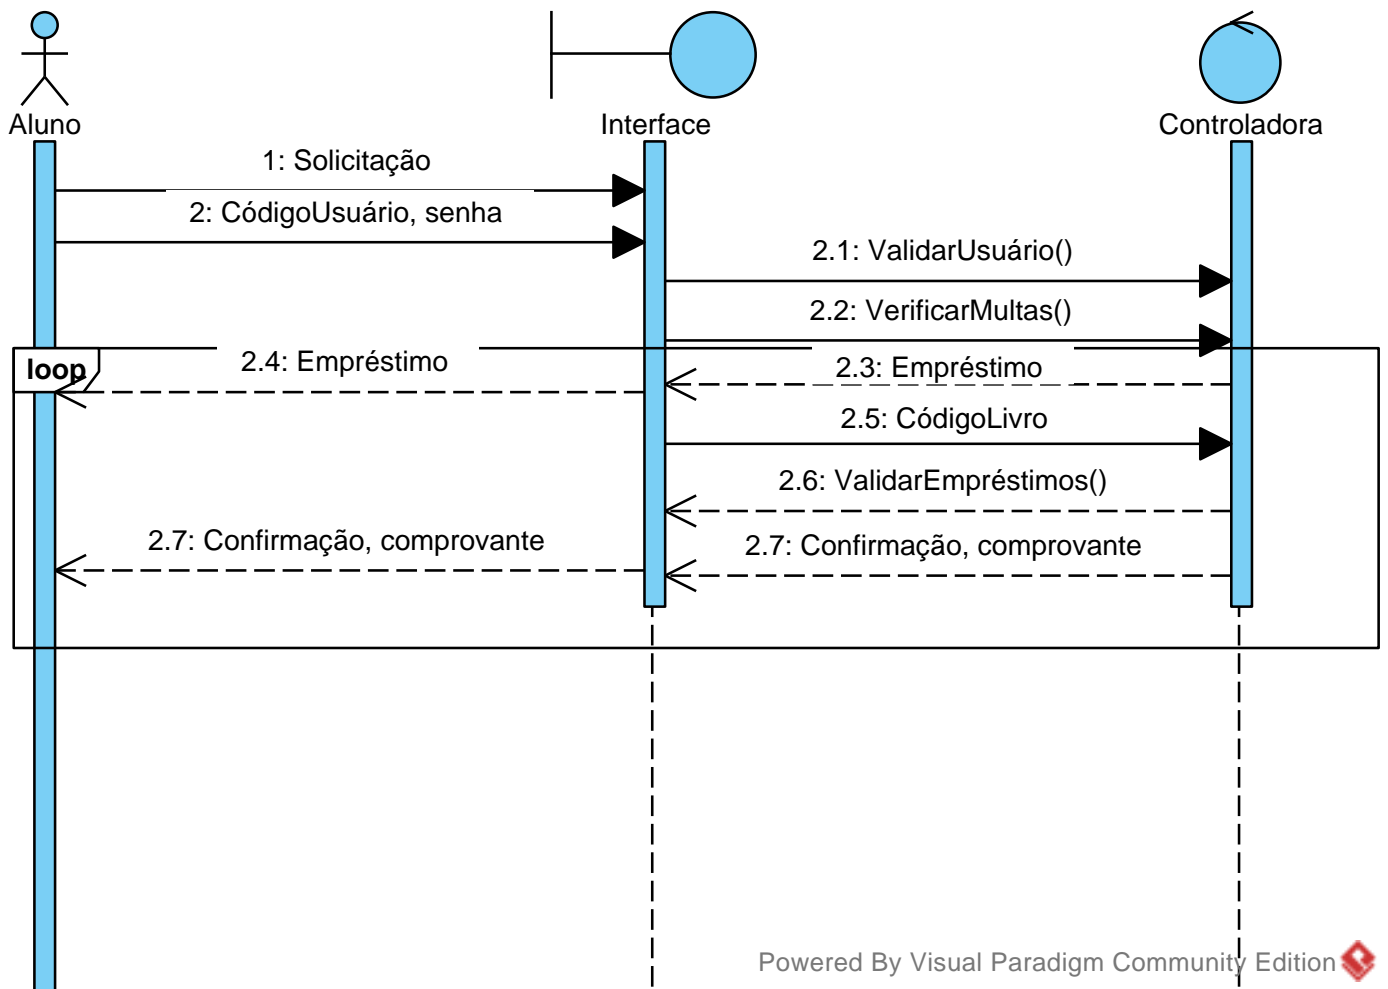 Aluno
Interface
Controladora
1: Solicitação
2: CódigoUsuário, senha
2.1: ValidarUsuário()
2.2: VerificarMultas()
loop
2.4: Empréstimo
2.3: Empréstimo
2.5: CódigoLivro
2.6: ValidarEmpréstimos()
2.7: Confirmação, comprovante
2.7: Confirmação, comprovante
Powered By Visual Paradigm Community Edition